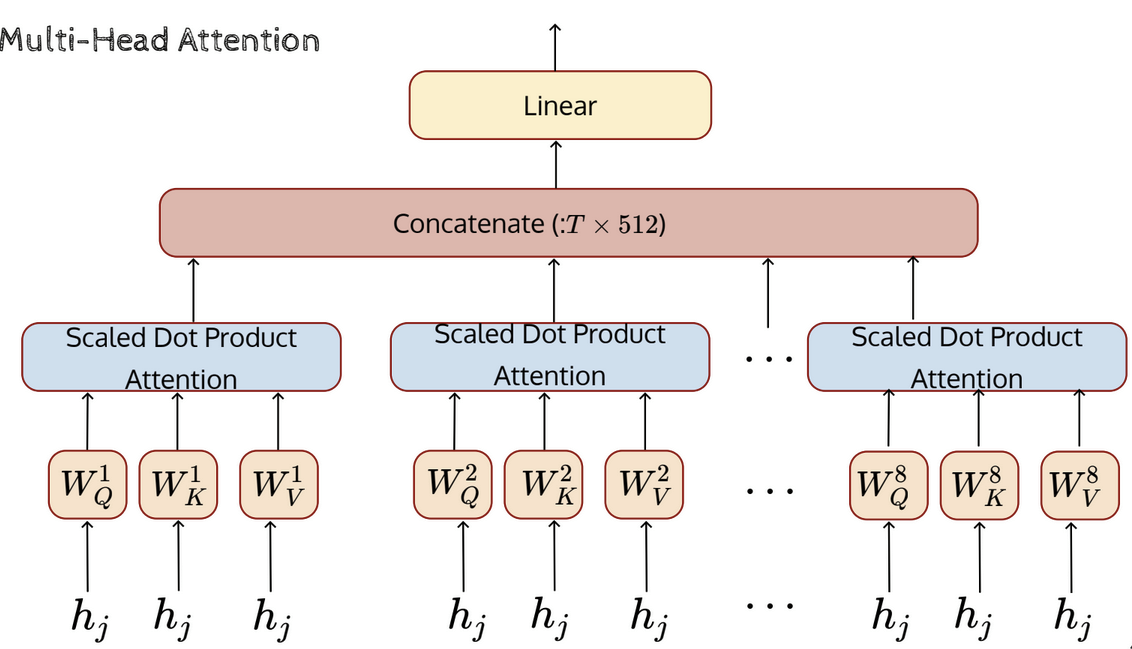 Multi-Head Attention
Linear
Concatenate (:T × 512)
Scaled Dot Product
Attention
Scaled Dot Product
Attention
...
Scaled Dot Product
Attention
W_Q^1 W_K^1 W_V^1 W_Q^2 W_K^2 W_V^2 ... W_Q^8 W_K^8 W_V^8
h_j h_j h_j h_j h_j h_j ... h_j h_j h_j